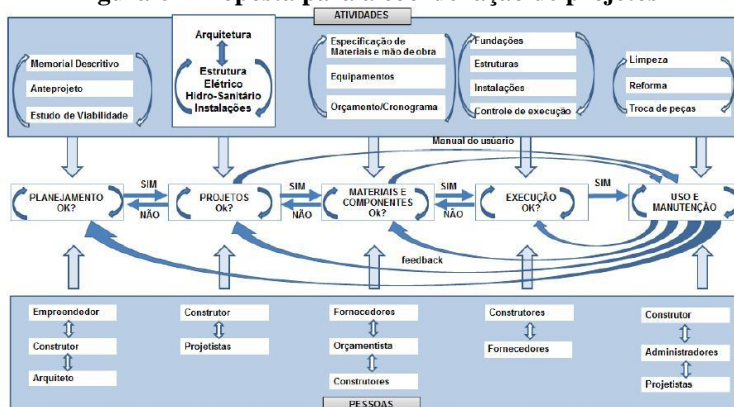 ATIVIDADES
Arquitetura
Estrutura
Elétrico
Hidro-Sanitário
Instalações
Memorial Descritivo
Anteprojeto
Estudo de Viabilidade
Especificação de
Materiais e mão de obra
Equipamentos
Orçamento/Cronograma
Fundações
Estruturas
Instalações
Controle de execução
Limpeza
Reforma
Troca de peças
Manual do usuário
PLANEJAMENTO
OK?
SIM
NÃO
PROJETOS
Ok?
SIM
NÃO
MATERIAIS E
COMPONENTES
Ok?
SIM
NÃO
EXECUÇÃO
OK?
SIM
USO E
MANUTENÇÃO
feedback
Empreendedor
Construtor
Arquiteto
Construtor
Projetistas
Fornecedores
Orçamentista
Construtores
Construtores
Fornecedores
Construtor
Administradores
Projetistas
PESSOAS